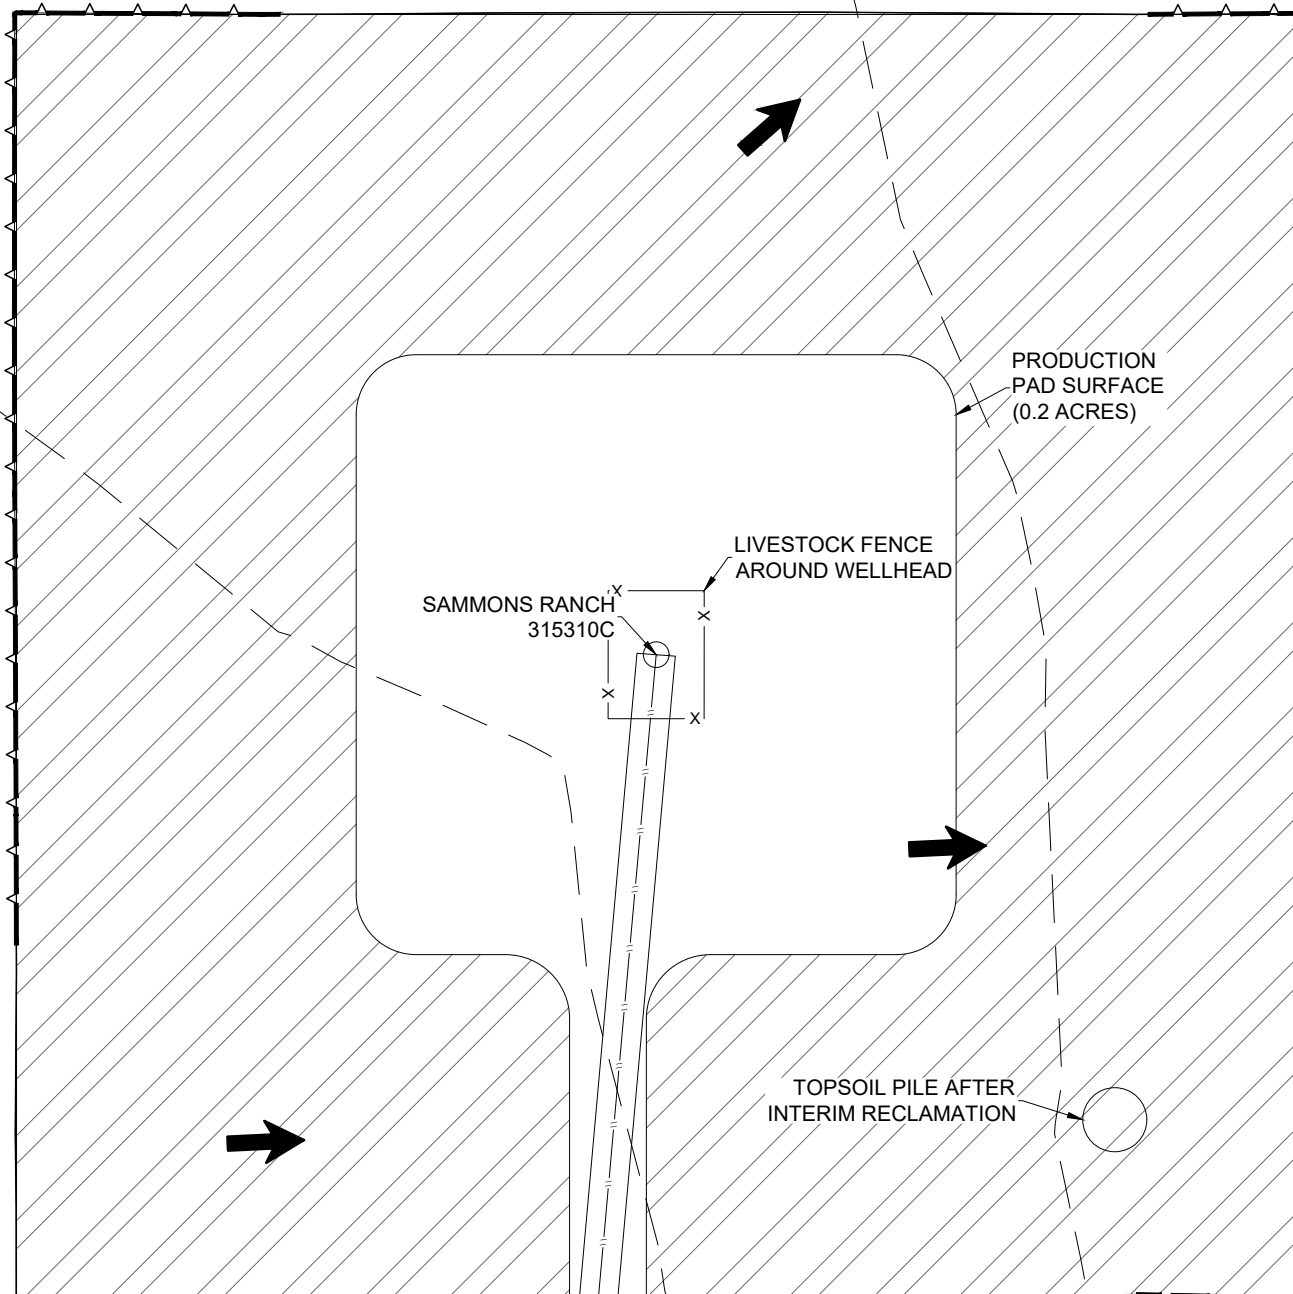 PRODUCTION
PAD SURFACE
(0.2 ACRES)
LIVESTOCK FENCE
AROUND WELLHEAD
SAMMONS RANCH
315310C
X
X
X
X
TOPSOIL PILE AFTER
INTERIM RECLAMATION